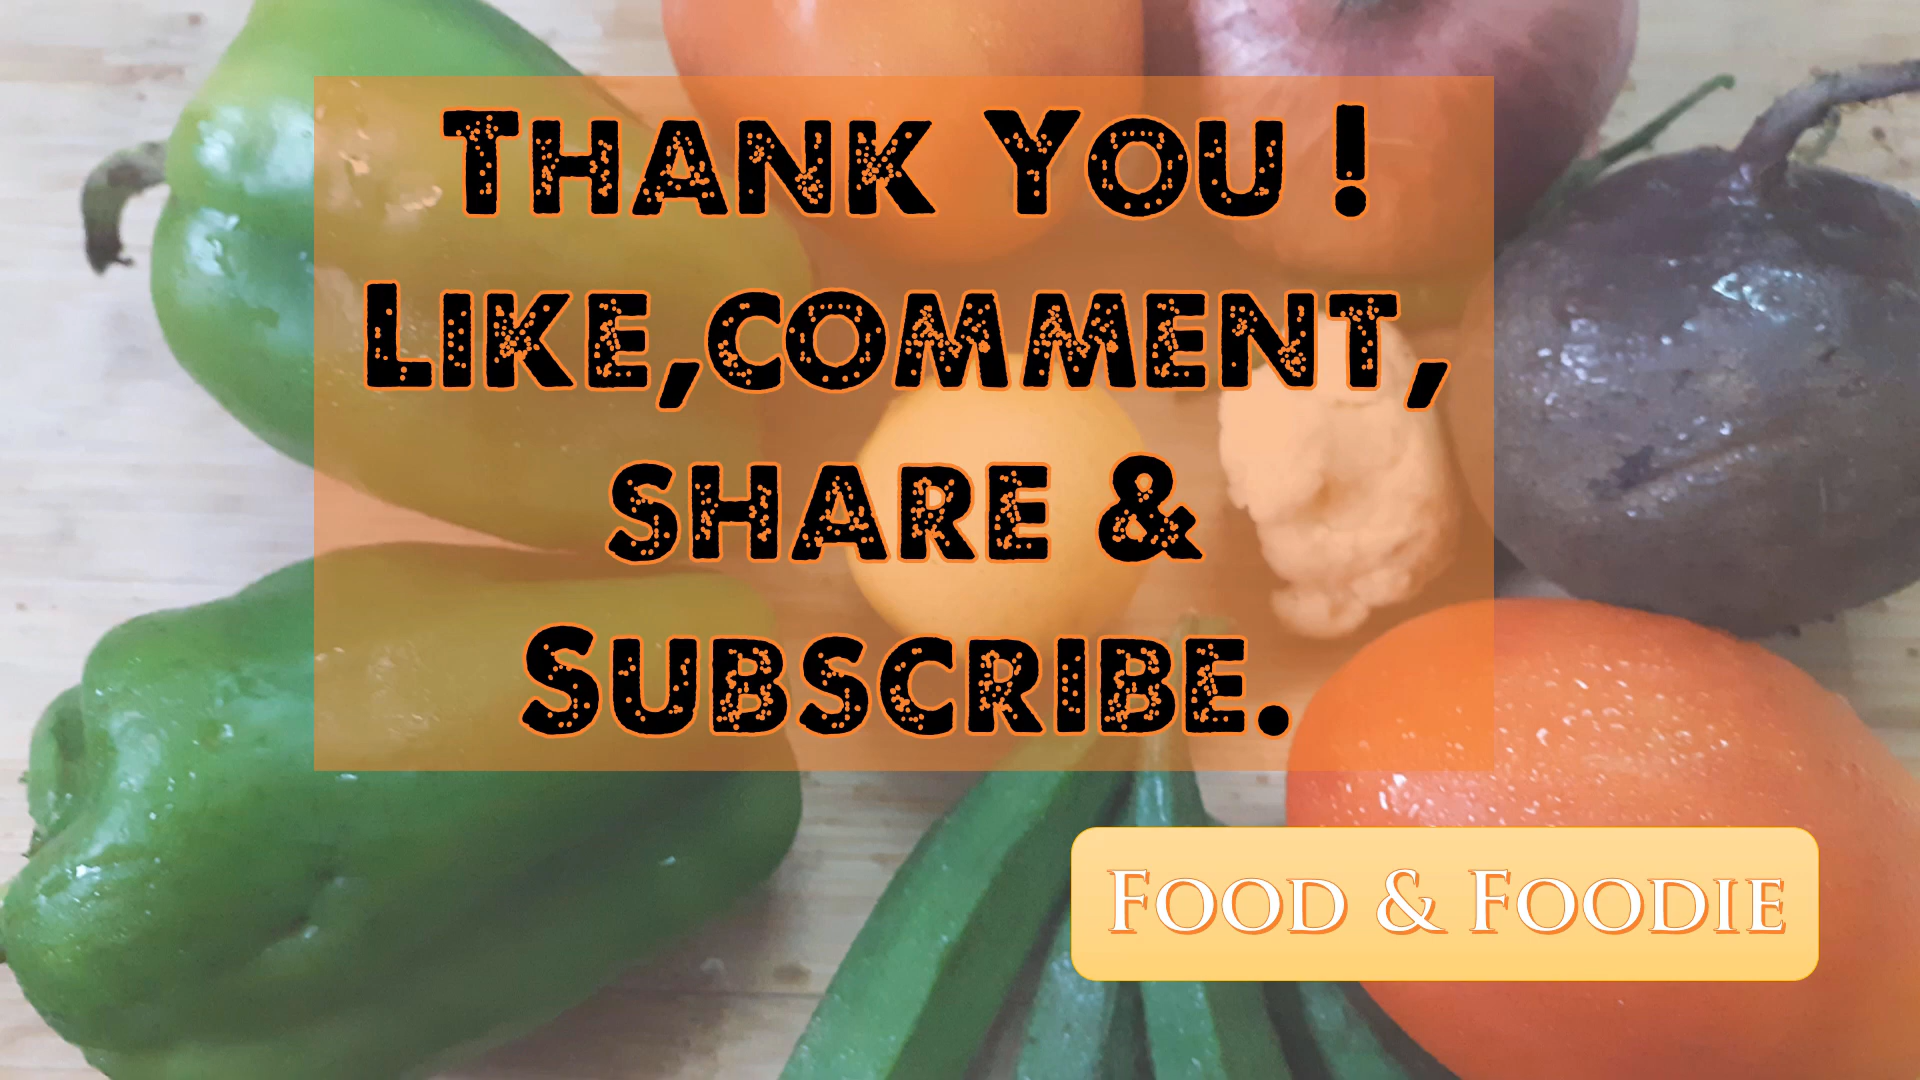 Thank You !
Like,comment,
share &
Subscribe.
Food & Foodie